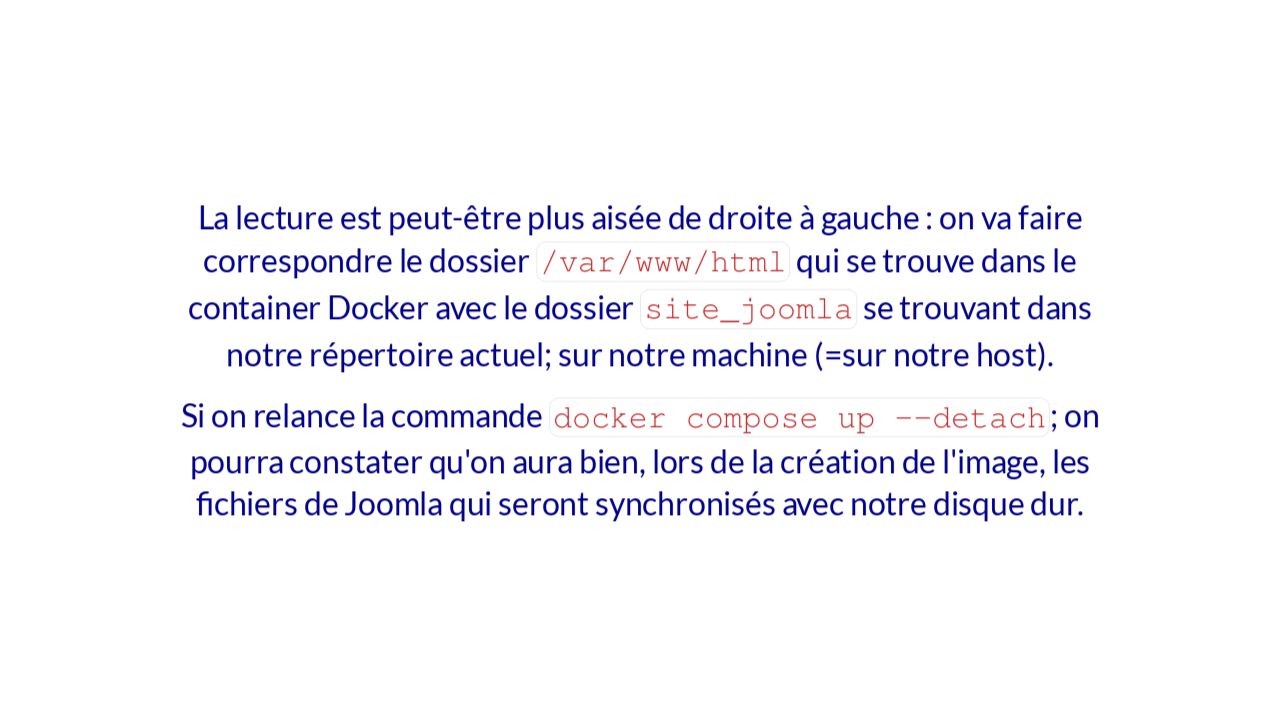 La lecture est peut-être plus aisée de droite à gauche : on va faire
correspondre le dossier /var/www/html qui se trouve dans le
container Docker avec le dossier site_joomla se trouvant dans
notre répertoire actuel; sur notre machine (=sur notre host).
Si on relance la commande docker compose up --detach; on
pourra constater qu'on aura bien, lors de la création de l'image, les
fichiers de Joomla qui seront synchronisés avec notre disque dur.